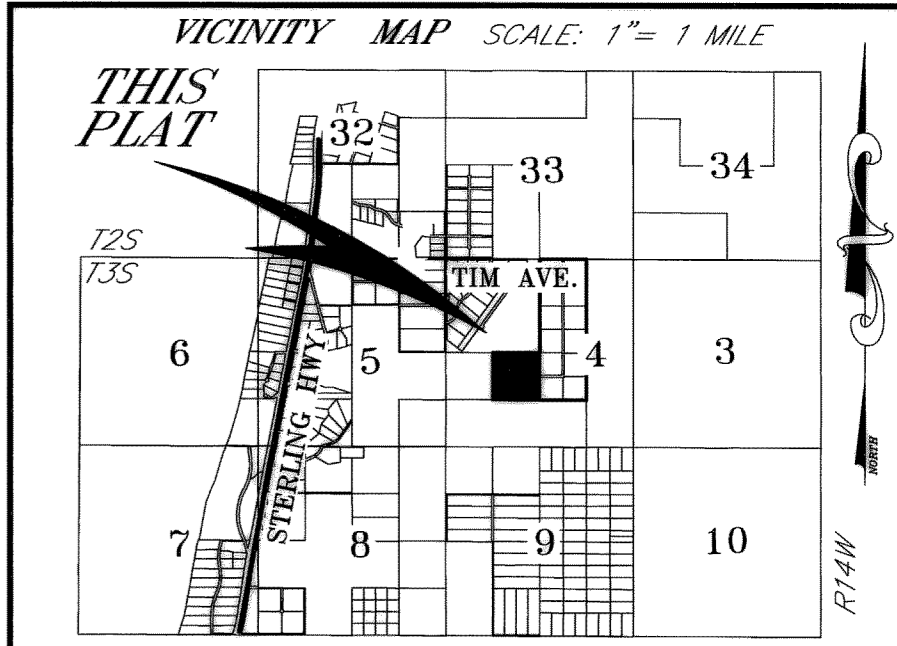 VICINITY MAP SCALE: 1"= 1 MILE
THIS
PLAT
32
33
34
T2S
T3S
TIM AVE.
6
5
4
3
STERLING HWY
NORTH
7
8
9
10
R14W